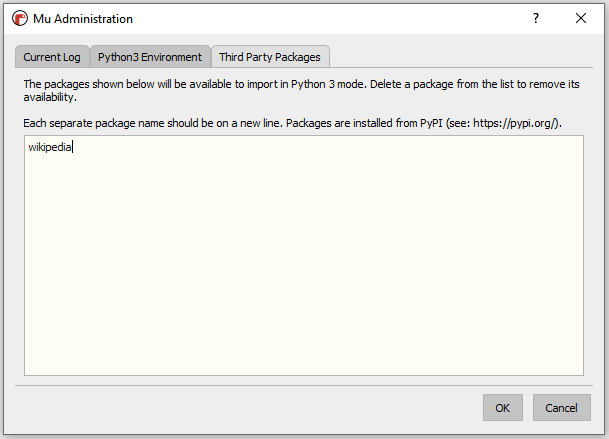 Mu Administration
?
Current Log
Python3 Environment
Third Party Packages
The packages shown below will be available to import in Python 3 mode. Delete a package from the list to remove its
availability.
Each separate package name should be on a new line. Packages are installed from PyPI (see: https://pypi.org/).
wikipedia
OK
Cancel